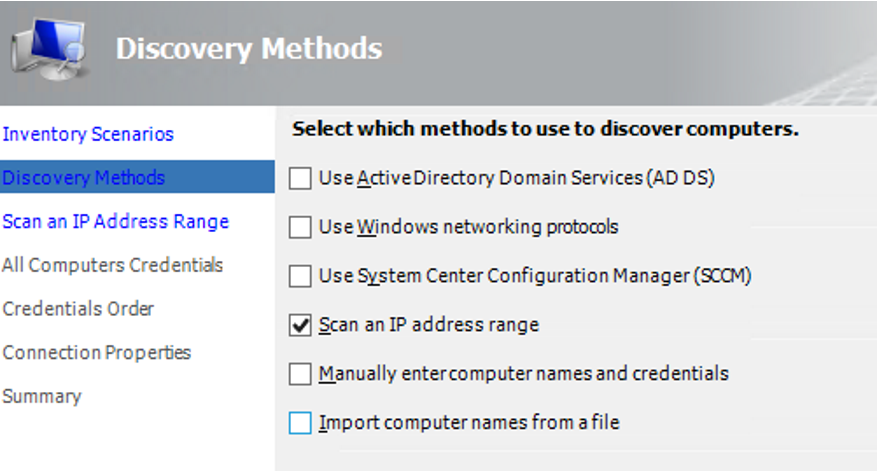 Discovery Methods
Inventory Scenarios
Discovery Methods
Scan an IP Address Range
All Computers Credentials
Credentials Order
Connection Properties
Summary
Select which methods to use to discover computers.
Use Active Directory Domain Services (AD DS)
Use Windows networking protocols
Use System Center Configuration Manager (SCCM)
Scan an IP address range
Manually enter computer names and credentials
Import computer names from a file